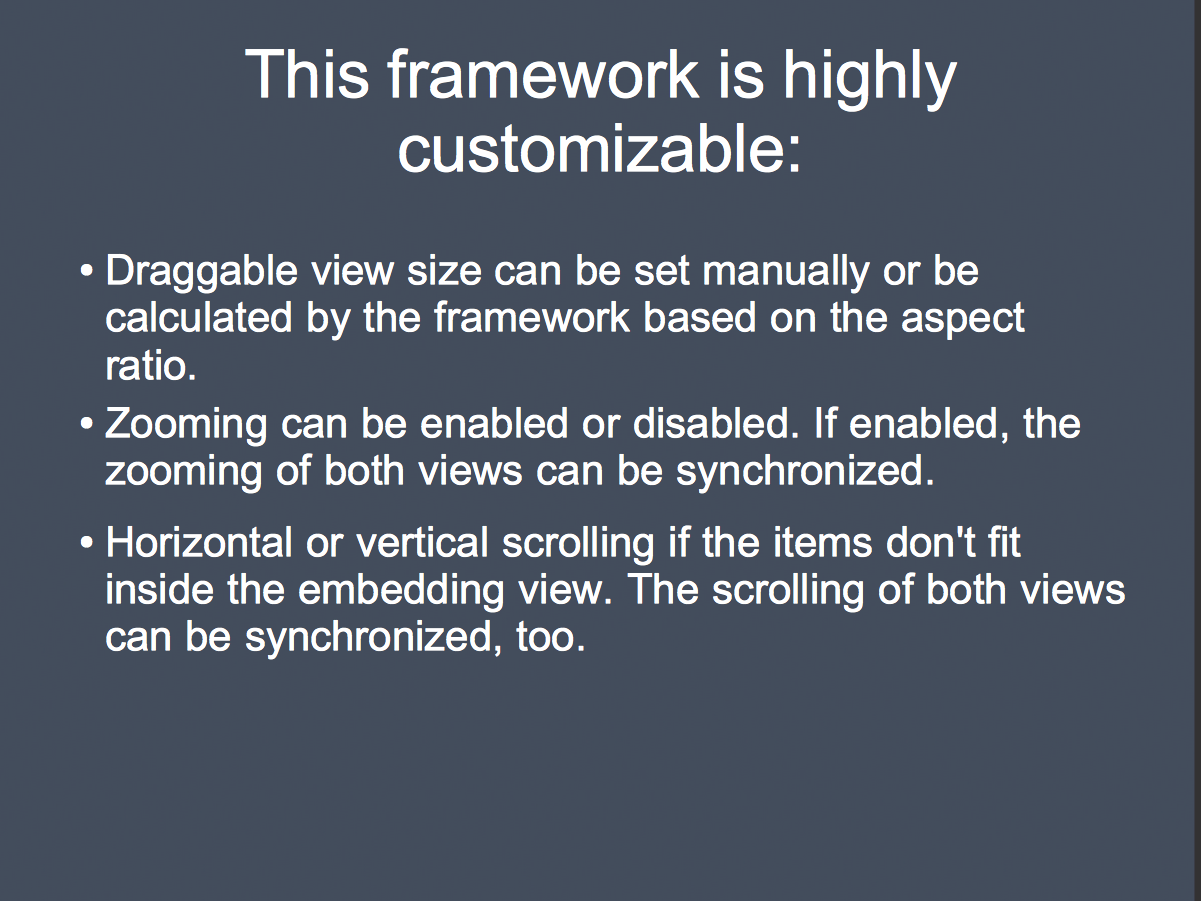 This framework is highly
customizable:
• Draggable view size can be set manually or be
calculated by the framework based on the aspect
ratio.
• Zooming can be enabled or disabled. If enabled, the
zooming of both views can be synchronized.
• Horizontal or vertical scrolling if the items don't fit
inside the embedding view. The scrolling of both views
can be synchronized, too.